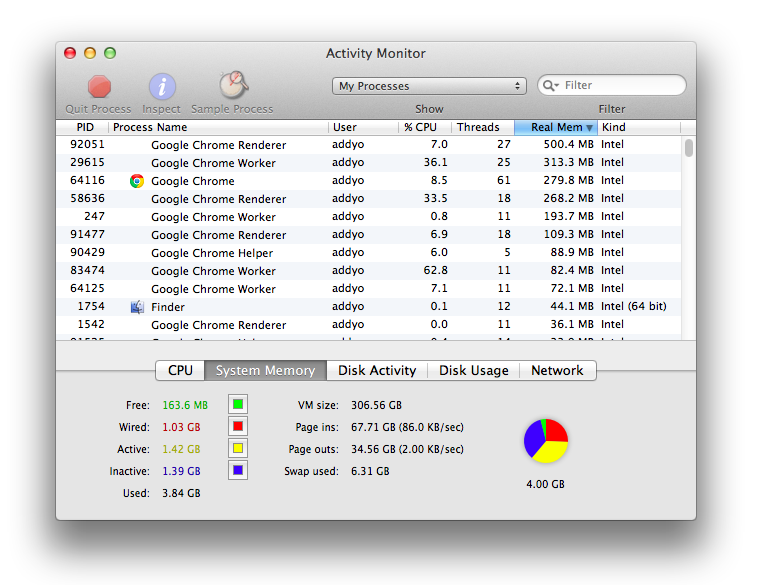 Activity Monitor
My Processes
Filter
Quit Process Inspect Sample Process Show Filter
PID Process Name User % CPU Threads Real Mem Kind
92051 Google Chrome Renderer addyo 7.0 27 500.4 MB Intel
29615 Google Chrome Worker addyo 36.1 25 313.3 MB Intel
64116 Google Chrome addyo 8.5 61 279.8 MB Intel
58636 Google Chrome Renderer addyo 33.5 18 268.2 MB Intel
247 Google Chrome Worker addyo 0.8 11 193.7 MB Intel
91477 Google Chrome Renderer addyo 6.9 18 109.3 MB Intel
90429 Google Chrome Helper addyo 6.0 5 88.9 MB Intel
83474 Google Chrome Worker addyo 62.8 11 82.4 MB Intel
64125 Google Chrome Worker addyo 7.1 11 72.1 MB Intel
1754 Finder addyo 0.1 12 44.1 MB Intel (64 bit)
1542 Google Chrome Renderer addyo 0.0 11 36.1 MB Intel
CPU System Memory Disk Activity Disk Usage Network
Free: 163.6 MB VM size: 306.56 GB
Wired: 1.03 GB Page ins: 67.71 GB (86.0 KB/sec)
Active: 1.42 GB Page outs: 34.56 GB (2.00 KB/sec)
Inactive: 1.39 GB Swap used: 6.31 GB
Used: 3.84 GB
4.00 GB